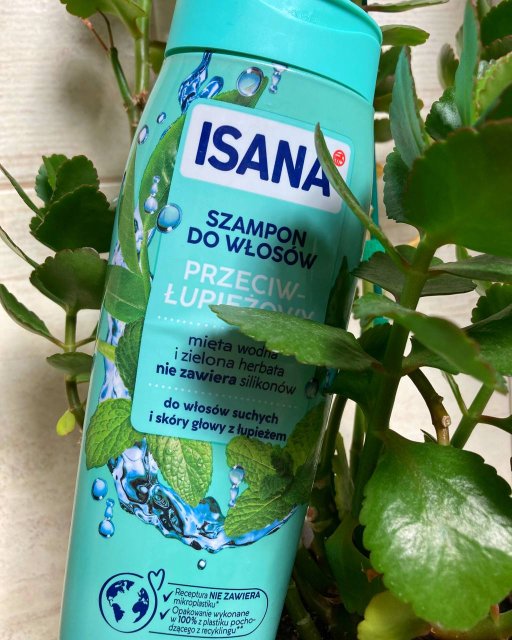 ISANA
SZAMPON
DO WŁOSÓW
PRZECIW-
ŁUPIEŻOWY
mięta wodna
i zielona herbata
nie zawiera silikonów
do włosów suchych
i skóry głowy z łupieżem
Receptura NIE ZAWIERA
mikroplastiku*
Opakowanie wykonane
w 100% z plastiku pocho-
dzącego z recyklingu**